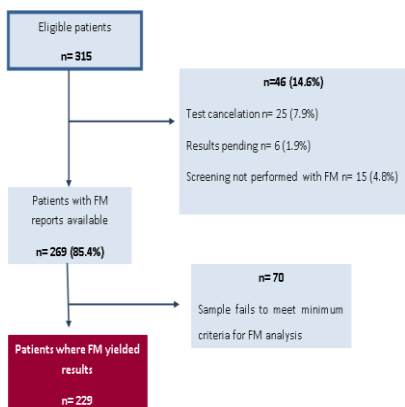 Eligible patients
n= 315
n=46 (14.6%)
Test cancelation n= 25 (7.9%)
Results pending n= 6 (1.9%)
Screening not performed with FM n= 15 (4.8%)
Patients with FM
reports available
n= 269 (85.4%)
n= 70
Sample fails to meet minimum
criteria for FM analysis
Patients where FM yielded
results
n= 229